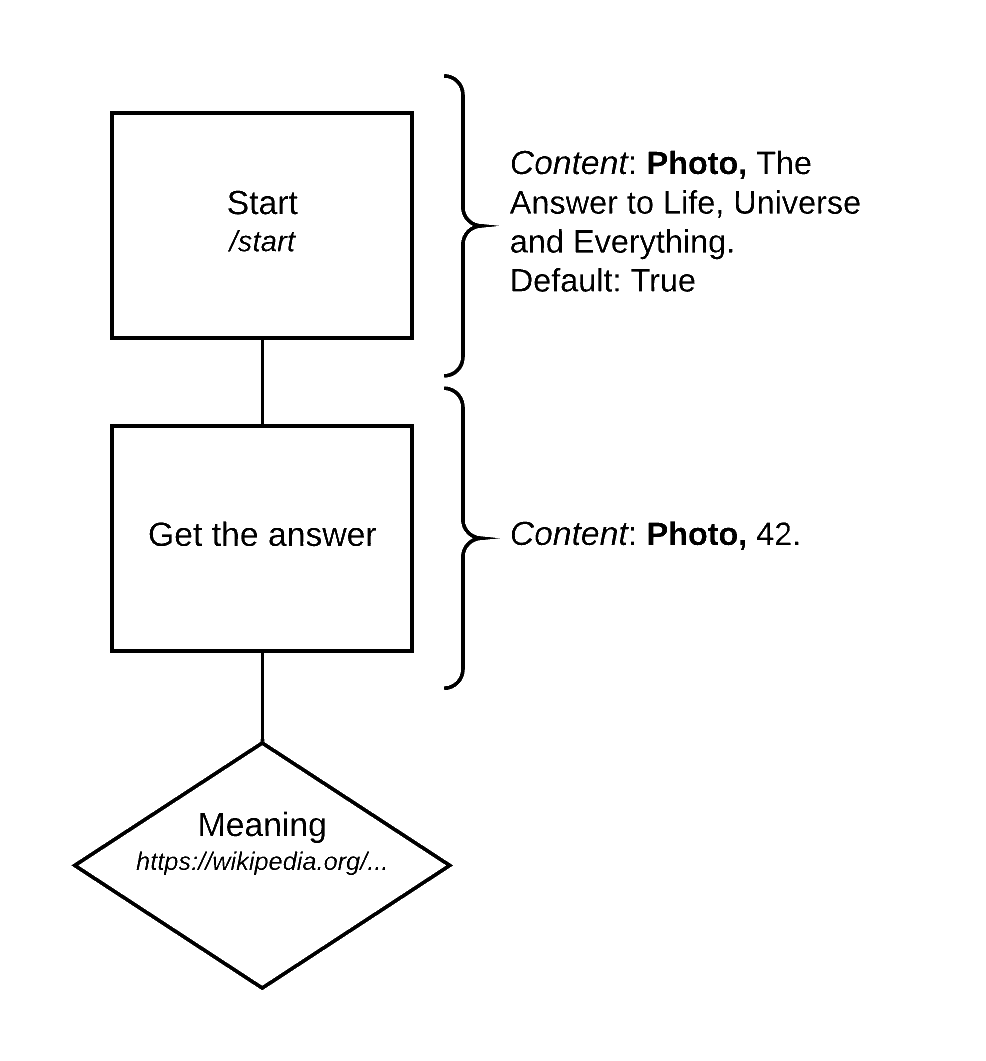 Start
/start
Content: Photo, The
Answer to Life, Universe
and Everything.
Default: True
Get the answer
Content: Photo, 42.
Meaning
https://wikipedia.org/...